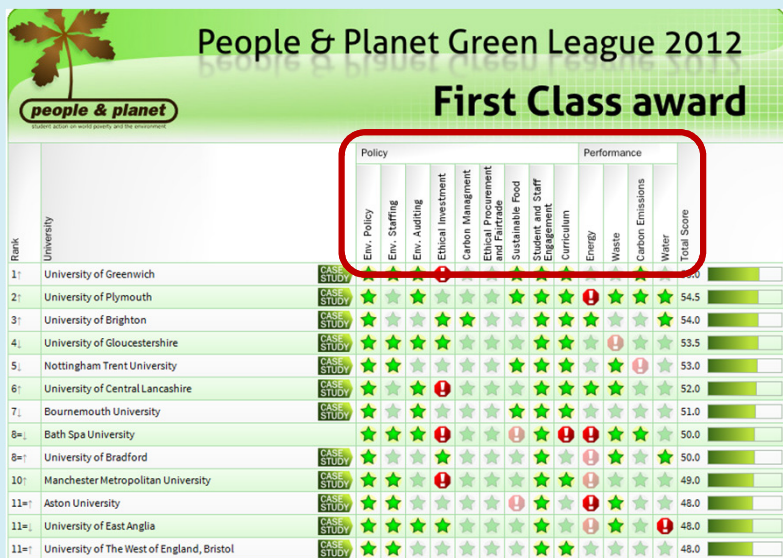 People & Planet Green League 2012
First Class award
people & planet
student action on world poverty and the environment
Policy Performance
Rank University Env. Policy Env. Staffing Env. Auditing Ethical Investment Carbon Managment Ethical Procurement and Fairtrade Sustainable Food Student and Staff Engagement Curriculum Energy Waste Carbon Emissions Water Total Score
1↑ University of Greenwich CASE STUDY
2↑ University of Plymouth CASE STUDY 54.5
3↑ University of Brighton CASE STUDY 54.0
4↓ University of Gloucestershire CASE STUDY 53.5
5↓ Nottingham Trent University CASE STUDY 53.0
6↑ University of Central Lancashire CASE STUDY 52.0
7↓ Bournemouth University CASE STUDY 51.0
8=↓ Bath Spa University 50.0
8=↑ University of Bradford CASE STUDY 50.0
10↑ Manchester Metropolitan University 49.0
11=↑ Aston University CASE STUDY 48.0
11=↓ University of East Anglia CASE STUDY 48.0
11=↑ University of The West of England, Bristol CASE STUDY 48.0